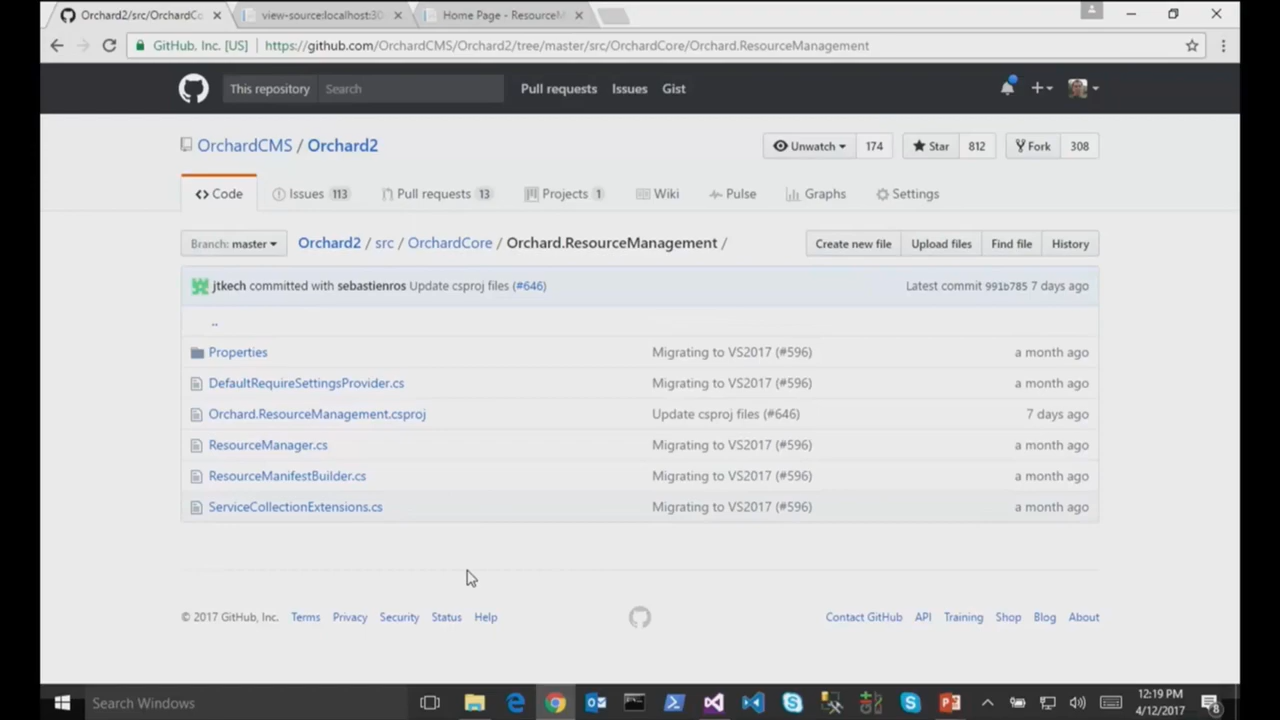 Orchard2/src/OrchardCo
view-source:localhost:30
Home Page - ResourceM
GitHub, Inc. [US]
https://github.com/OrchardCMS/Orchard2/tree/master/src/OrchardCore/Orchard.ResourceManagement
This repository
Search
Pull requests
Issues
Gist
OrchardCMS / Orchard2
Unwatch 174
Star 812
Fork 308
Code
Issues 113
Pull requests 13
Projects 1
Wiki
Pulse
Graphs
Settings
Branch: master
Orchard2 / src / OrchardCore / Orchard.ResourceManagement /
Create new file
Upload files
Find file
History
jtkech committed with sebastienros Update csproj files (#646)
Latest commit 991b785 7 days ago
..
Properties Migrating to VS2017 (#596) a month ago
DefaultRequireSettingsProvider.cs Migrating to VS2017 (#596) a month ago
Orchard.ResourceManagement.csproj Update csproj files (#646) 7 days ago
ResourceManager.cs Migrating to VS2017 (#596) a month ago
ResourceManifestBuilder.cs Migrating to VS2017 (#596) a month ago
ServiceCollectionExtensions.cs Migrating to VS2017 (#596) a month ago
© 2017 GitHub, Inc. Terms Privacy Security Status Help
Contact GitHub API Training Shop Blog About
Search Windows
12:19 PM
4/12/2017
8